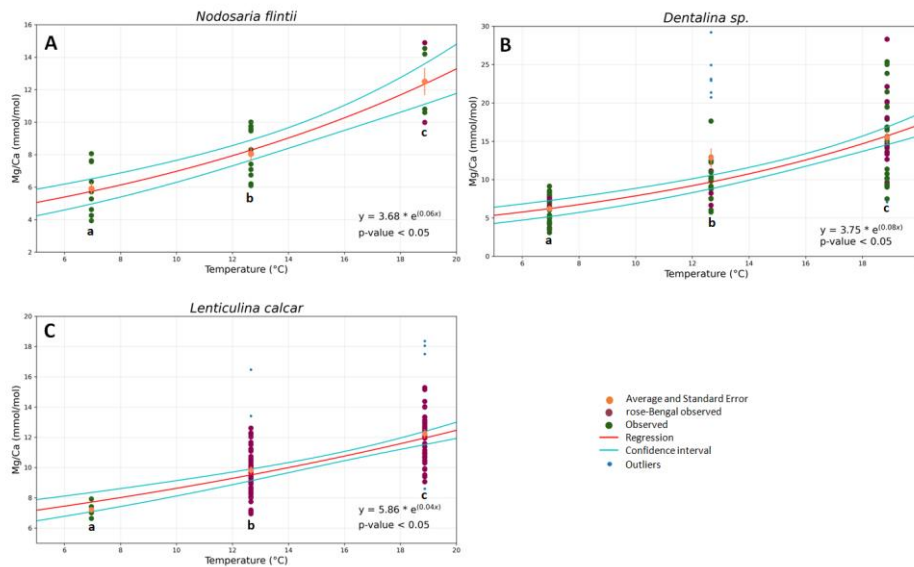 Nodosaria flintii
A
16
14
12
10
8
6
4
2
Mg/Ca (mmol/mol)
a
b
c
y = 3.68 * e(0.06x)
p-value < 0.05
6 8 10 12 14 16 18 20
Temperature (°C)
Dentalina sp.
B
30
25
20
15
10
5
0
Mg/Ca (mmol/mol)
a
b
c
y = 3.75 * e(0.08x)
p-value < 0.05
6 8 10 12 14 16 18
Temperature (°C)
Lenticulina calcar
C
20
18
16
14
12
10
8
6
Mg/Ca (mmol/mol)
a
b
c
y = 5.86 * e(0.04x)
p-value < 0.05
6 8 10 12 14 16 18 20
Temperature (°C)
Average and Standard Error
rose-Bengal observed
Observed
Regression
Confidence interval
Outliers